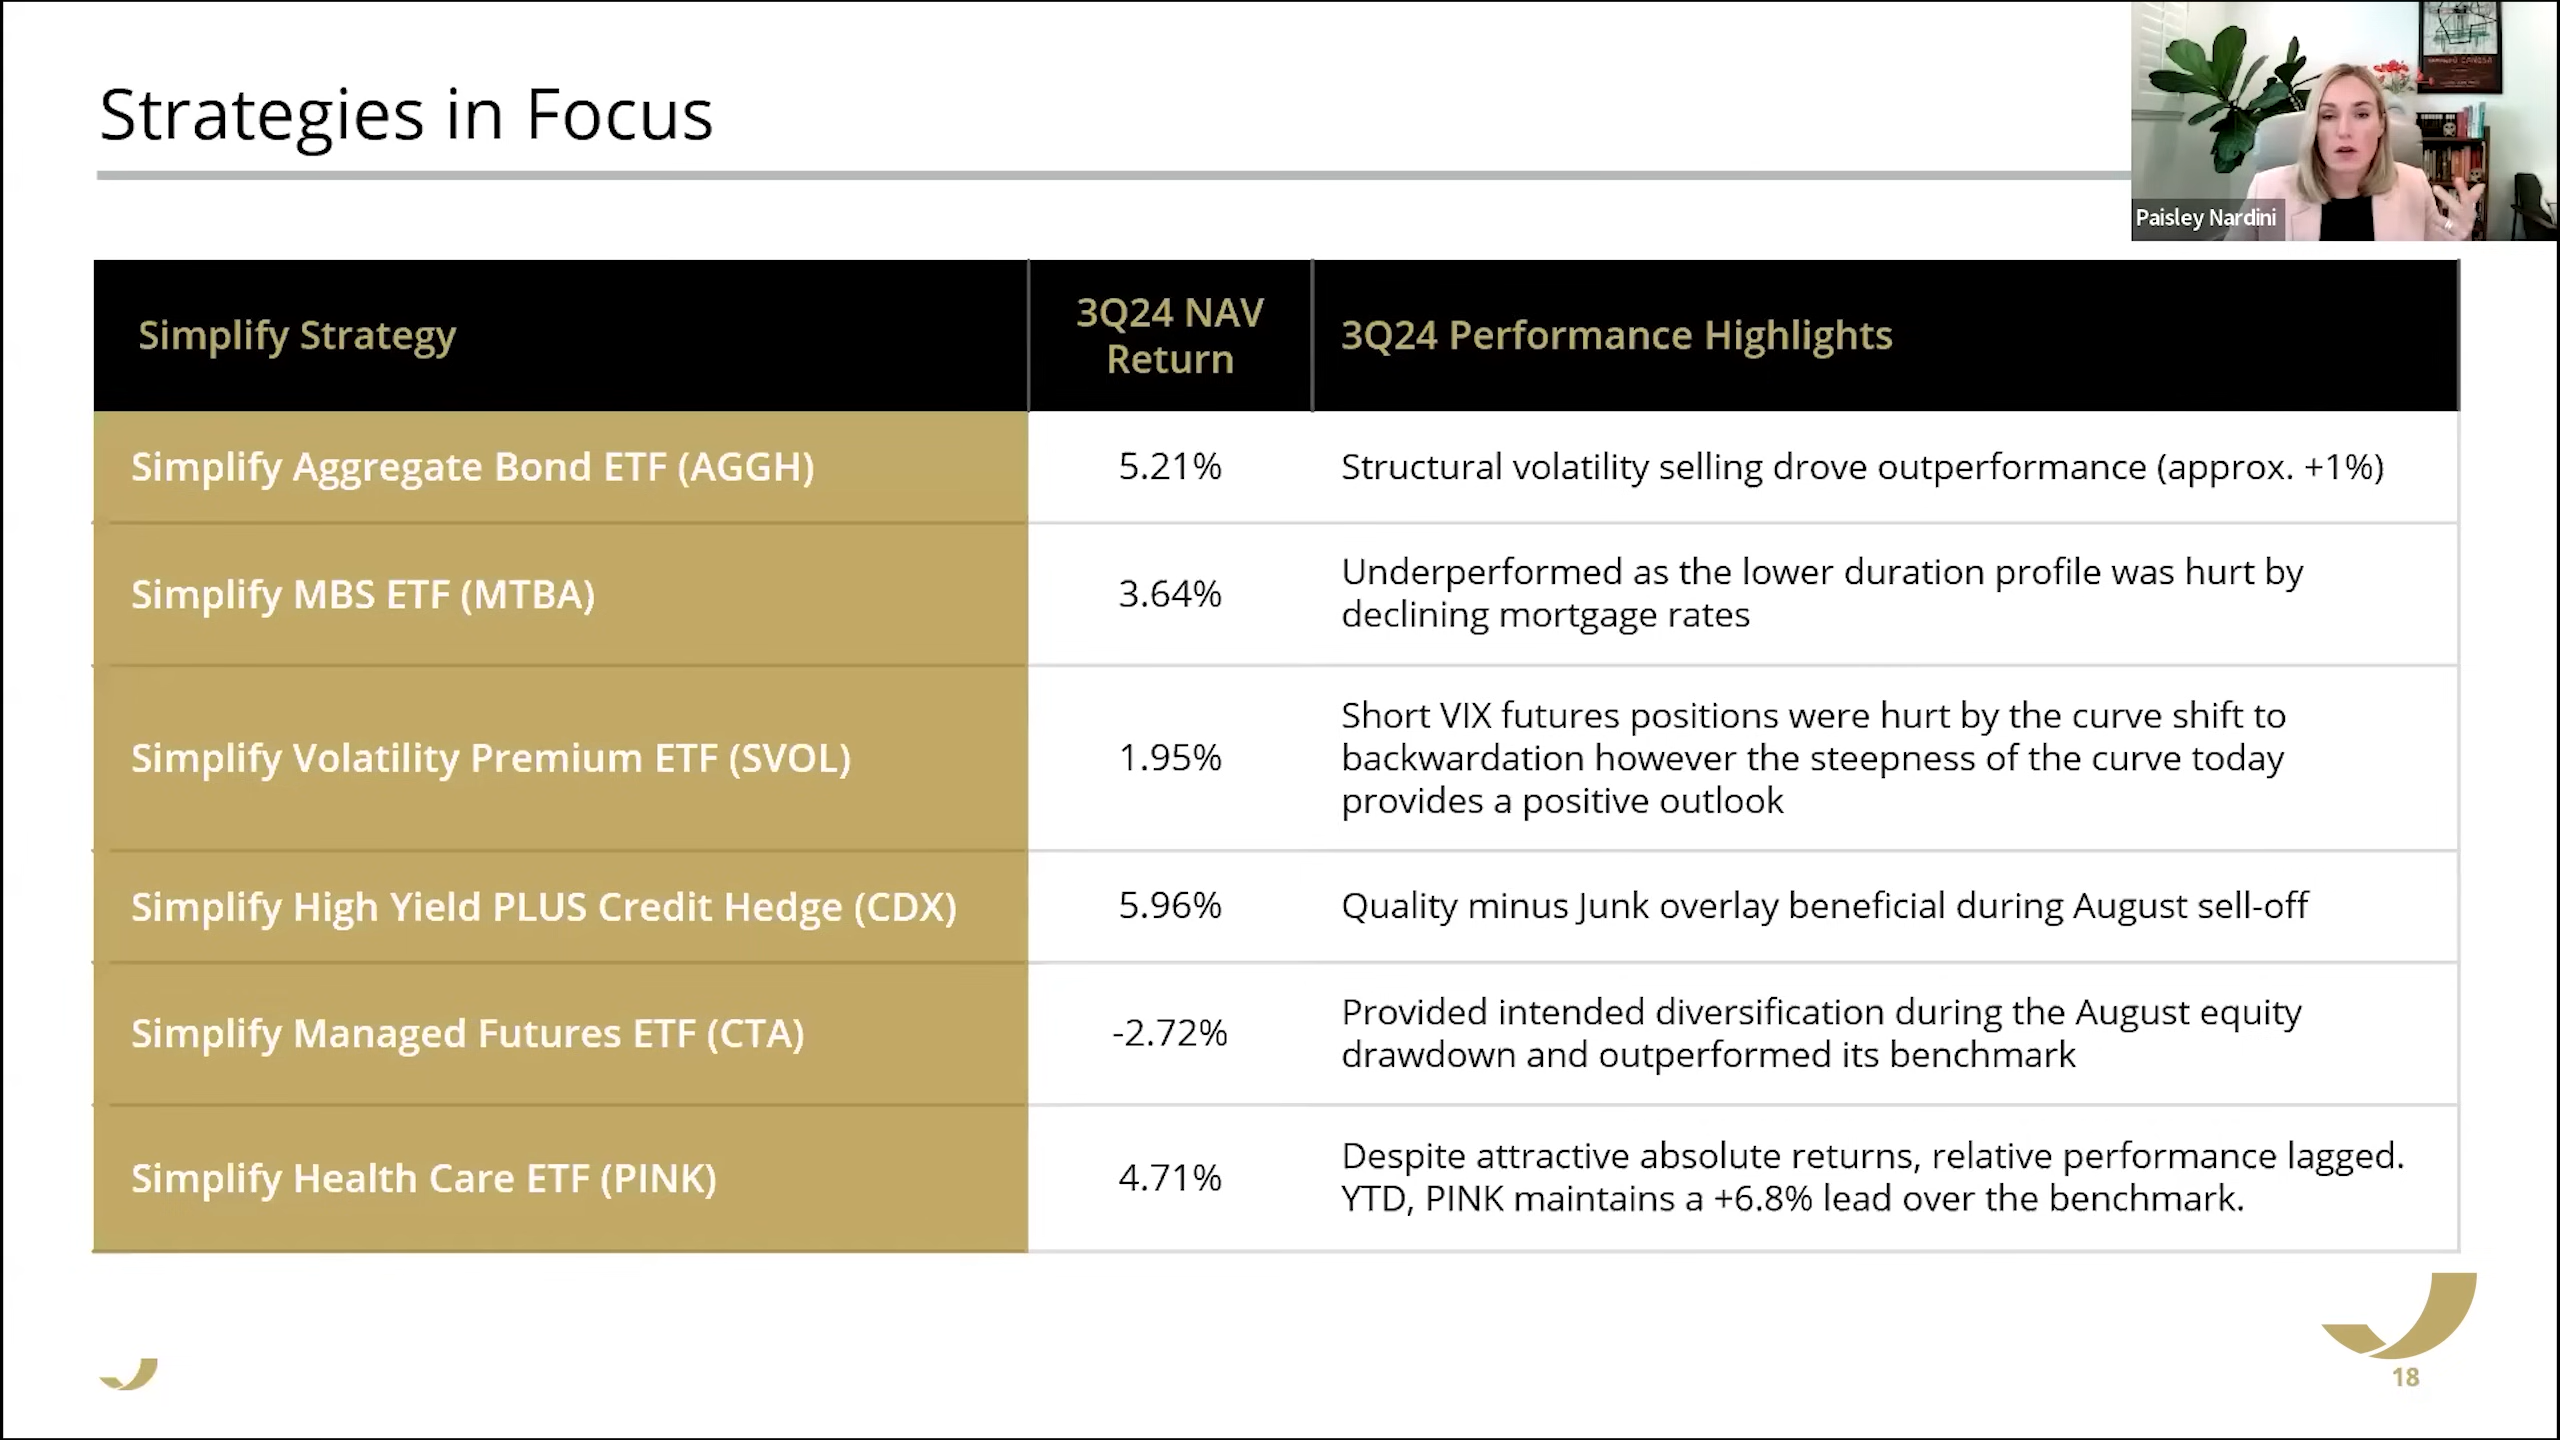 Strategies in Focus
Paisley Nardini
Simplify Strategy
3Q24 NAV
Return
3Q24 Performance Highlights
Simplify Aggregate Bond ETF (AGGH)
5.21%
Structural volatility selling drove outperformance (approx. +1%)
Simplify MBS ETF (MTBA)
3.64%
Underperformed as the lower duration profile was hurt by
declining mortgage rates
Simplify Volatility Premium ETF (SVOL)
1.95%
Short VIX futures positions were hurt by the curve shift to
backwardation however the steepness of the curve today
provides a positive outlook
Simplify High Yield PLUS Credit Hedge (CDX)
5.96%
Quality minus Junk overlay beneficial during August sell-off
Simplify Managed Futures ETF (CTA)
-2.72%
Provided intended diversification during the August equity
drawdown and outperformed its benchmark
Simplify Health Care ETF (PINK)
4.71%
Despite attractive absolute returns, relative performance lagged.
YTD, PINK maintains a +6.8% lead over the benchmark.
18